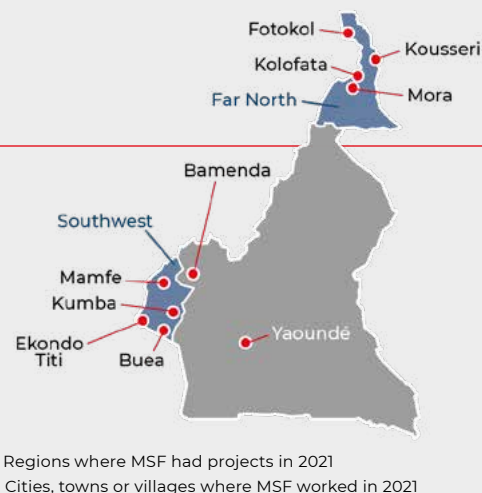 Fotokol
Kousseri
Kolofata
Mora
Far North
Bamenda
Southwest
Mamfe
Kumba
Ekondo
Titi
Buea
Yaoundé
Regions where MSF had projects in 2021
Cities, towns or villages where MSF worked in 2021